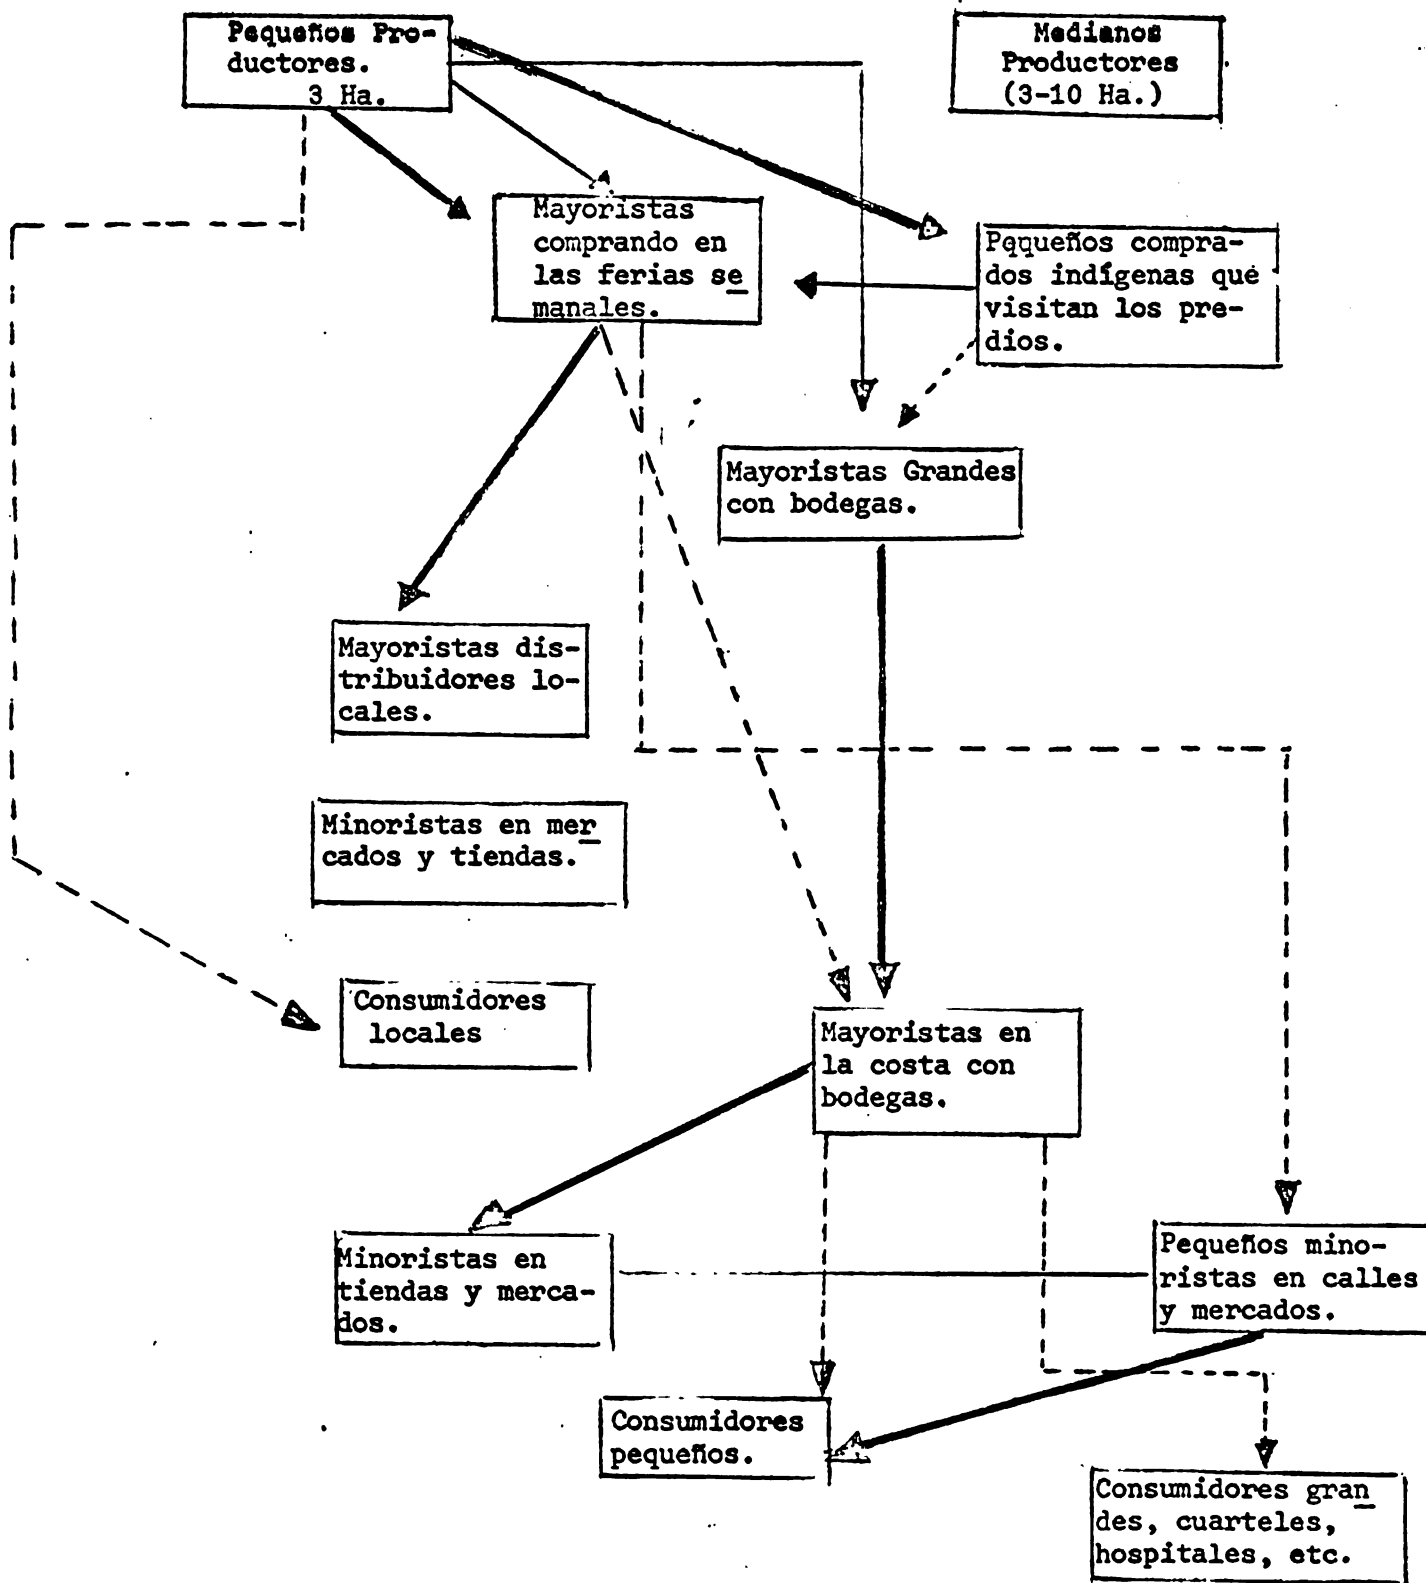 Pequeños Pro-
ductores.
3 Ha.
Medianos
Productores
(3-10 Ha.)
Mayoristas
comprando en
las ferias se
manales.
Pequeños compra-
dos indígenas qué
visitan los pre-
dios.
Mayoristas Grandes
con bodegas.
Mayoristas dis-
tribuidores lo-
cales.
Minoristas en mer
cados y tiendas.
Consumidores
locales
Mayoristas en
la costa con
bodegas.
Minoristas en
tiendas y merca-
dos.
Pequeños mino-
ristas en calles
y mercados.
Consumidores
pequeños.
Consumidores gran
des, cuarteles,
hospitales, etc.